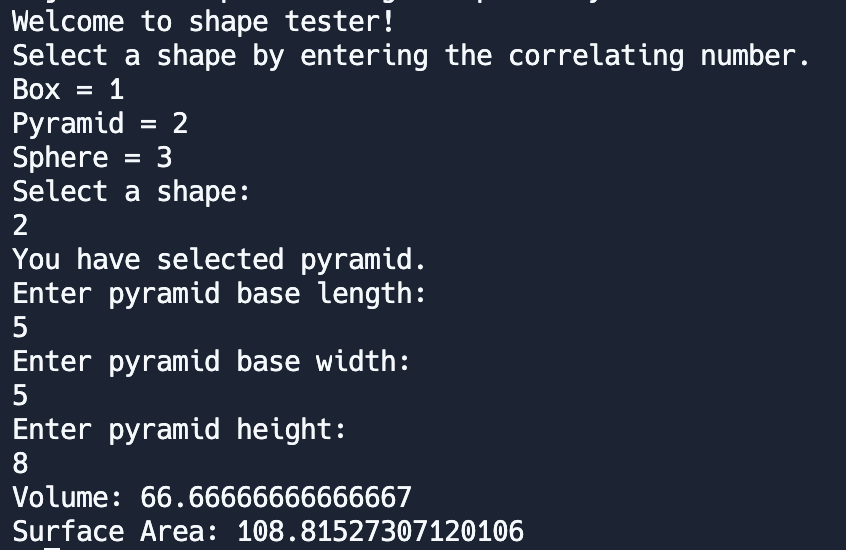 Welcome to shape tester!
Select a shape by entering the correlating number.
Box = 1
Pyramid = 2
Sphere = 3
Select a shape:
2
You have selected pyramid.
Enter pyramid base length:
5
Enter pyramid base width:
5
Enter pyramid height:
8
Volume: 66.66666666666667
Surface Area: 108.81527307120106